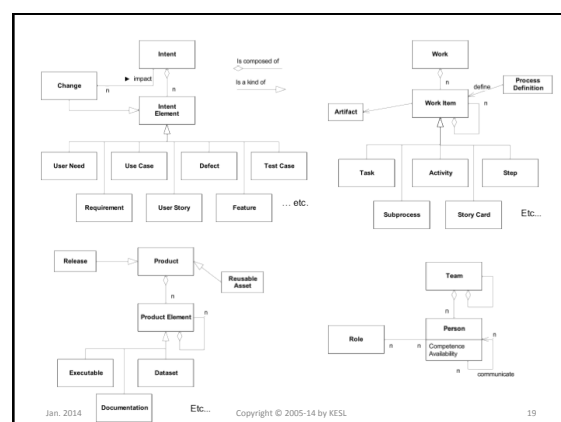 Intent
Is composed of
Is a kind of
Change
► impact
n
n
Intent
Element
User Need
Use Case
Defect
Test Case
Requirement
User Story
Feature
… etc.
Work
n
define
Process
Definition
Artifact
Work Item
n
Task
Activity
Step
Subprocess
Story Card
Etc...
Release
Product
Reusable
Asset
n
Product Element
n
Executable
Dataset
Documentation
Etc...
Team
n
Role
n
n
Person
Competence
Availability
n
n
communicate
Jan. 2014
Copyright © 2005-14 by KESL
19